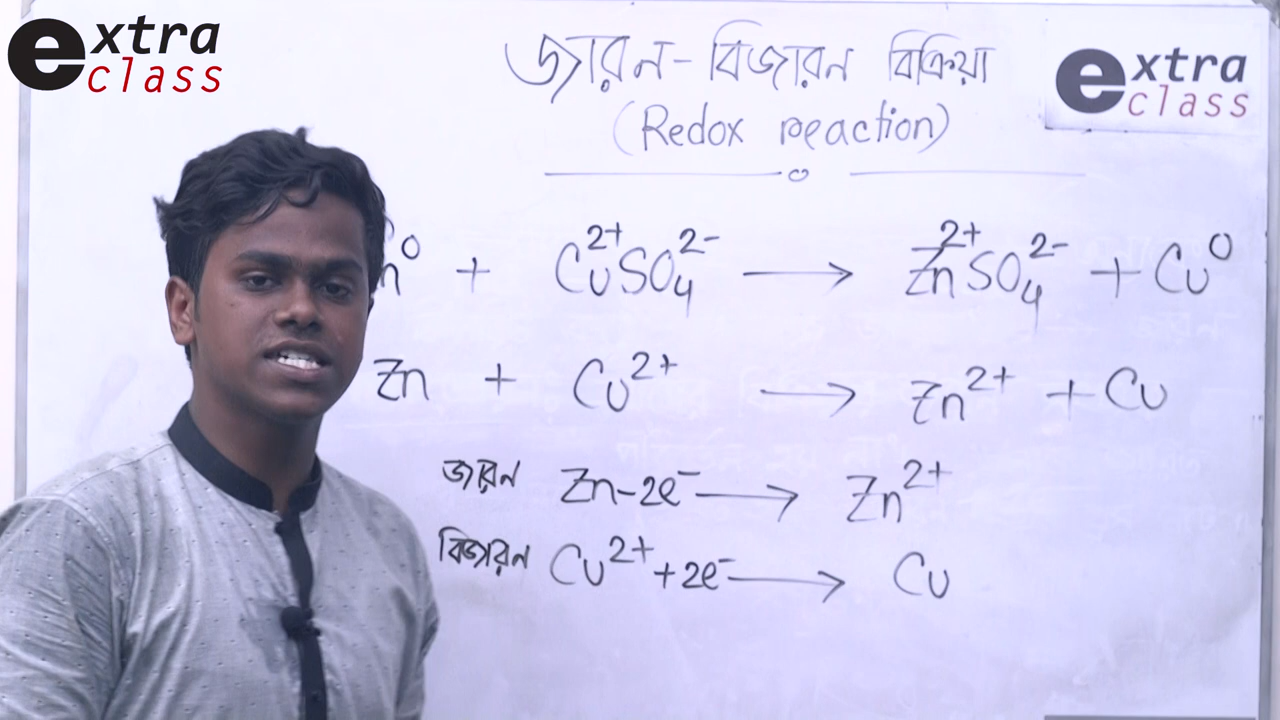 extra class
extra class
জারন-বিজারন বিক্রিয়া
(Redox reaction)
n⁰ + Cu²⁺SO₄²⁻ → Zn²⁺SO₄²⁻ + Cu⁰
Zn + Cu²⁺ → Zn²⁺ + Cu
জারন Zn-2e⁻ → Zn²⁺
বিজারন Cu²⁺+2e⁻ → Cu